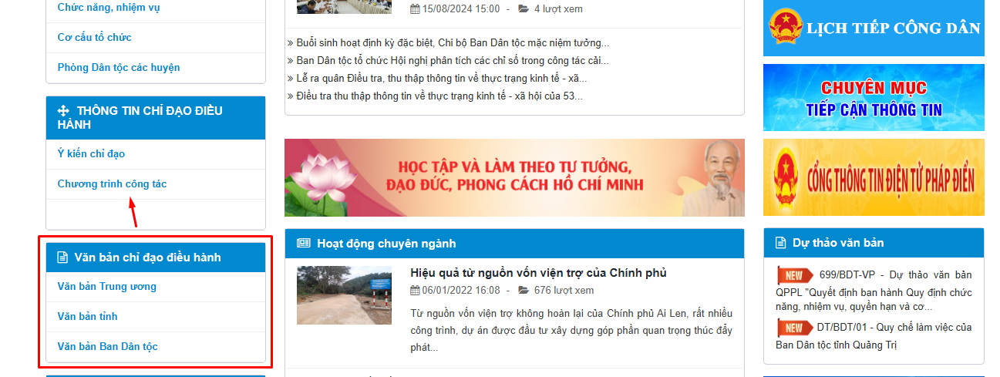 Chức năng, nhiệm vụ
Cơ cấu tổ chức
Phòng Dân tộc các huyện
THÔNG TIN CHỈ ĐẠO ĐIỀU
HÀNH
Ý kiến chỉ đạo
Chương trình công tác
Văn bản chỉ đạo điều hành
Văn bản Trung ương
Văn bản tỉnh
Văn bản Ban Dân tộc
15/08/2024 15:00 - 4 lượt xem
» Buổi sinh hoạt định kỳ đặc biệt, Chi bộ Ban Dân tộc mặc niệm tưởng...
» Ban Dân tộc tổ chức Hội nghị phân tích các chỉ số trong công tác cải...
» Lễ ra quân Điều tra, thu thập thông tin về thực trạng kinh tế - xã...
» Điều tra thu thập thông tin về thực trạng kinh tế - xã hội của 53...
HỌC TẬP VÀ LÀM THEO TƯ TƯỞNG,
ĐẠO ĐỨC, PHONG CÁCH HỒ CHÍ MINH
Hoạt động chuyên ngành
Hiệu quả từ nguồn vốn viện trợ của Chính phủ
06/01/2022 16:08 - 676 lượt xem
Từ nguồn vốn viện trợ không hoàn lại của Chính phủ Ai Len, rất nhiều
công trình, dự án được đầu tư xây dựng góp phần quan trọng thúc đẩy
phát...
LỊCH TIẾP CÔNG DÂN
CHUYÊN MỤC
TIẾP CẬN THÔNG TIN
CỔNG THÔNG TIN ĐIỆN TỬ PHÁP ĐIỂN
Dự thảo văn bản
NEW 699/BDT-VP - Dự thảo văn bản
QPPL "Quyết định ban hành Quy định chức
năng, nhiệm vụ, quyền hạn và cơ...
NEW DT/BDT/01 - Quy chế làm việc của
Ban Dân tộc tỉnh Quảng Trị